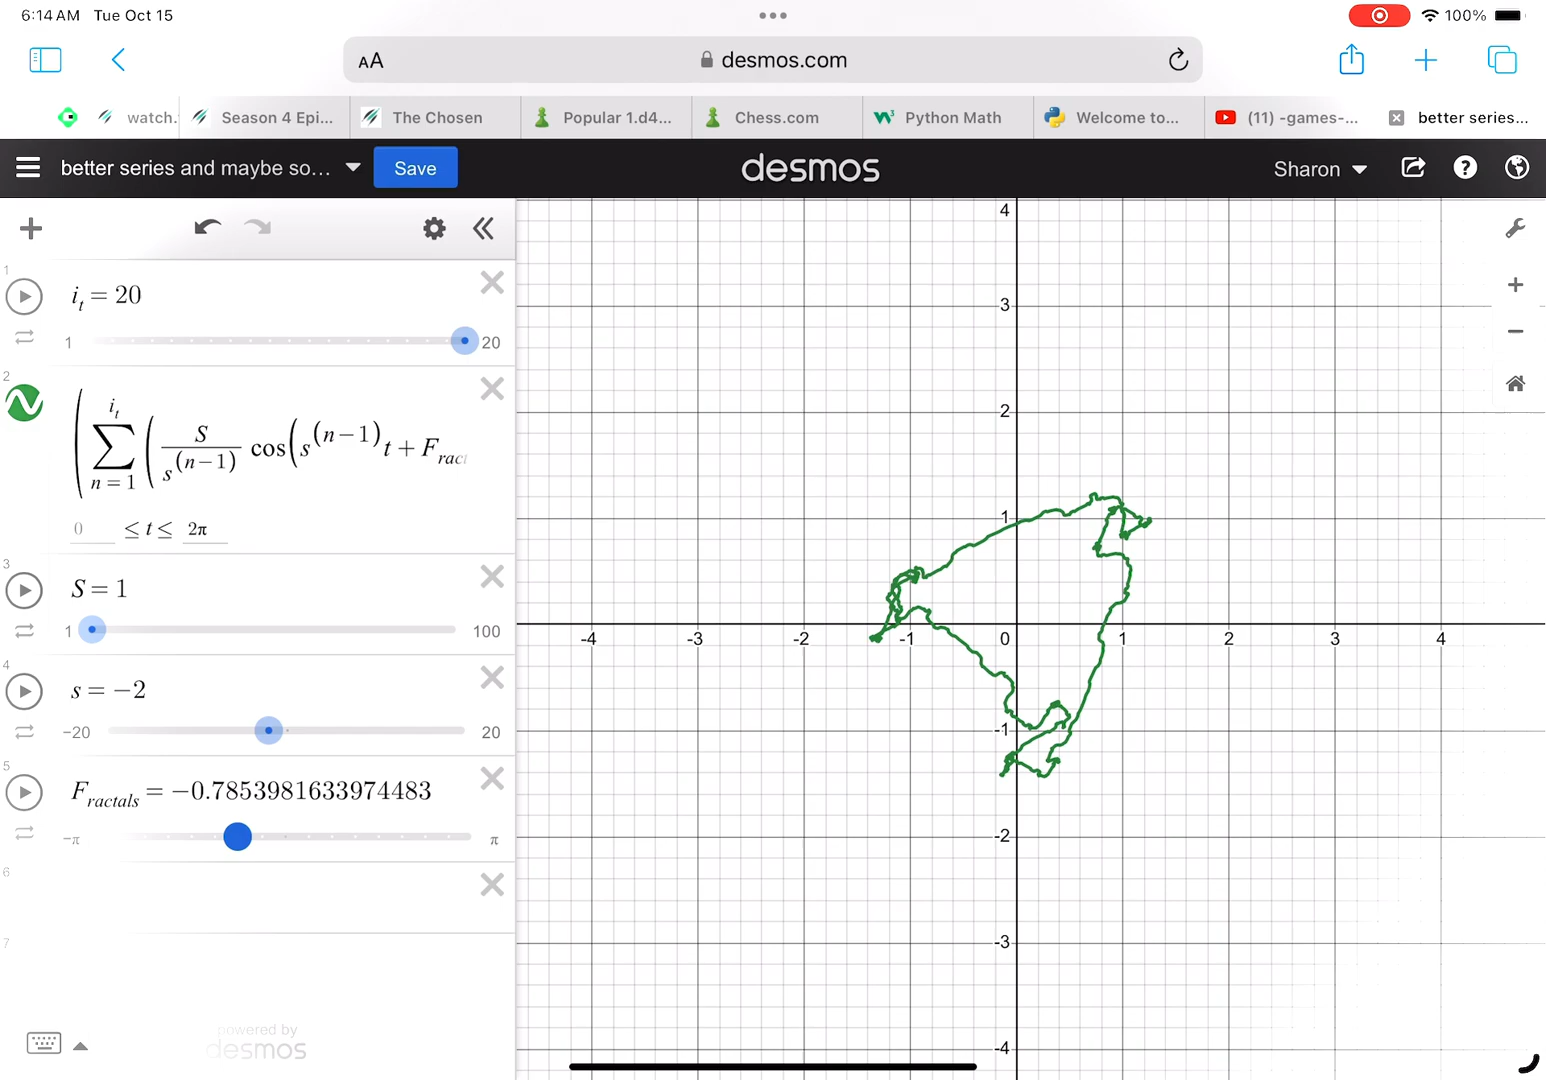 6:14 AM Tue Oct 15
100%
AA
desmos.com
watch.
Season 4 Epi...
The Chosen
Popular 1.d4...
Chess.com
Python Math
Welcome to...
(11) -games-...
better series...
better series and maybe so...
Save
desmos
Sharon
1
i_t = 20
1
20
2
(∑_{n=1}^{i_t} (S/s^(n−1) cos(s^(n−1) t + F_ract
0 ≤ t ≤ 2π
3
S = 1
1
100
4
s = −2
−20
20
5
F_ractals = −0.7853981633974483
−π
π
6
7
powered by
desmos
4
3
2
1
-4 -3 -2 -1 0 1 2 3 4
-1
-2
-3
-4